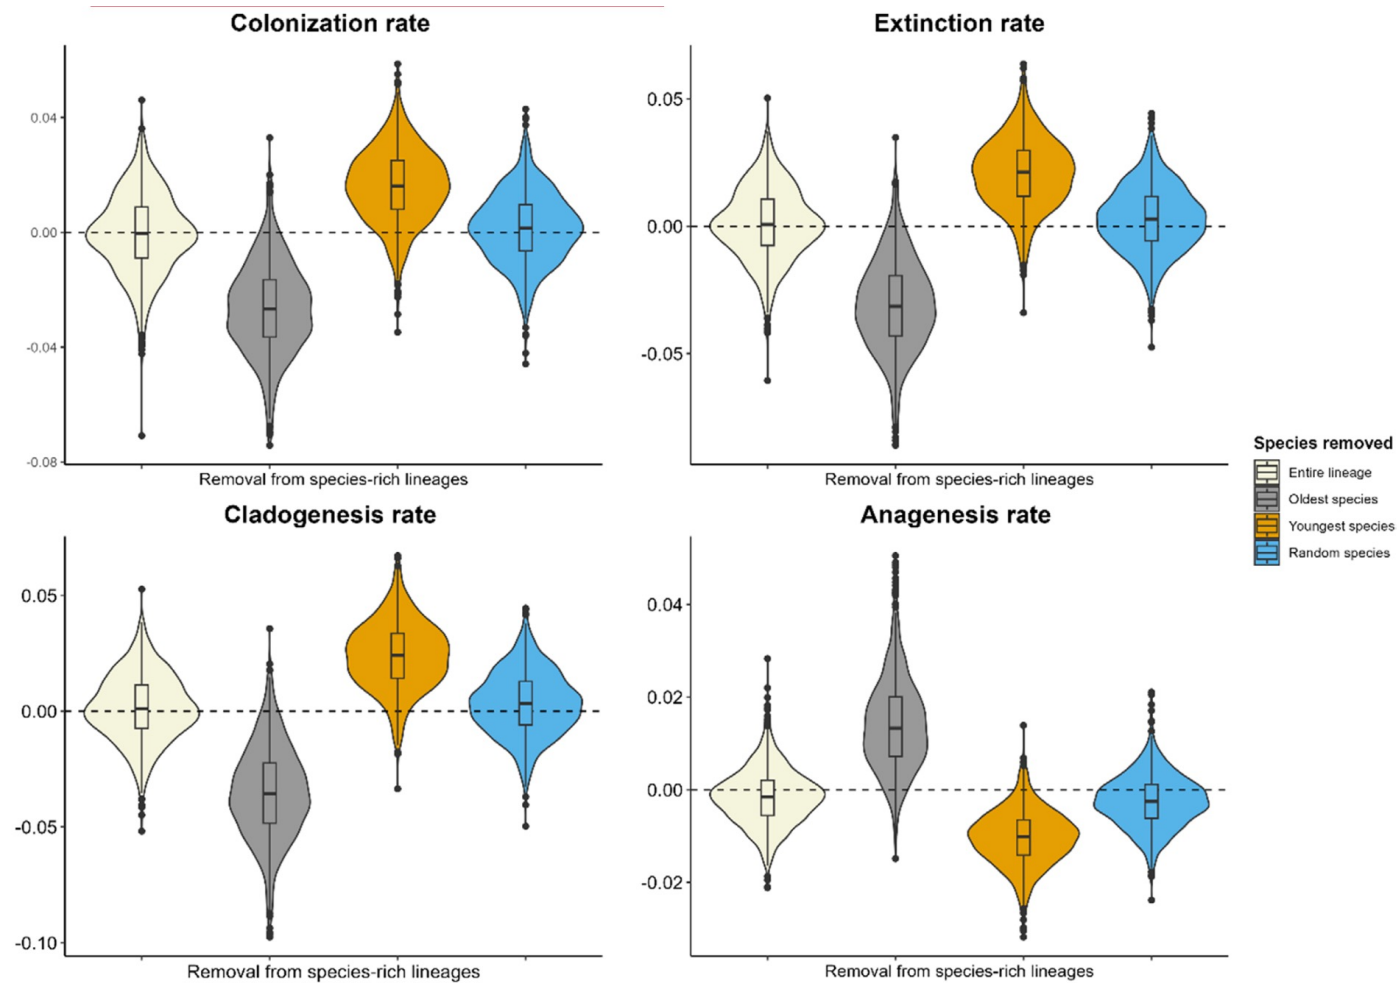 Colonization rate
0.04
0.00
-0.04
-0.08
Removal from species-rich lineages
Extinction rate
0.05
0.00
-0.05
Removal from species-rich lineages
Cladogenesis rate
0.05
0.00
-0.05
-0.10
Removal from species-rich lineages
Anagenesis rate
0.04
0.02
0.00
-0.02
Removal from species-rich lineages
Species removed
Entire lineage
Oldest species
Youngest species
Random species